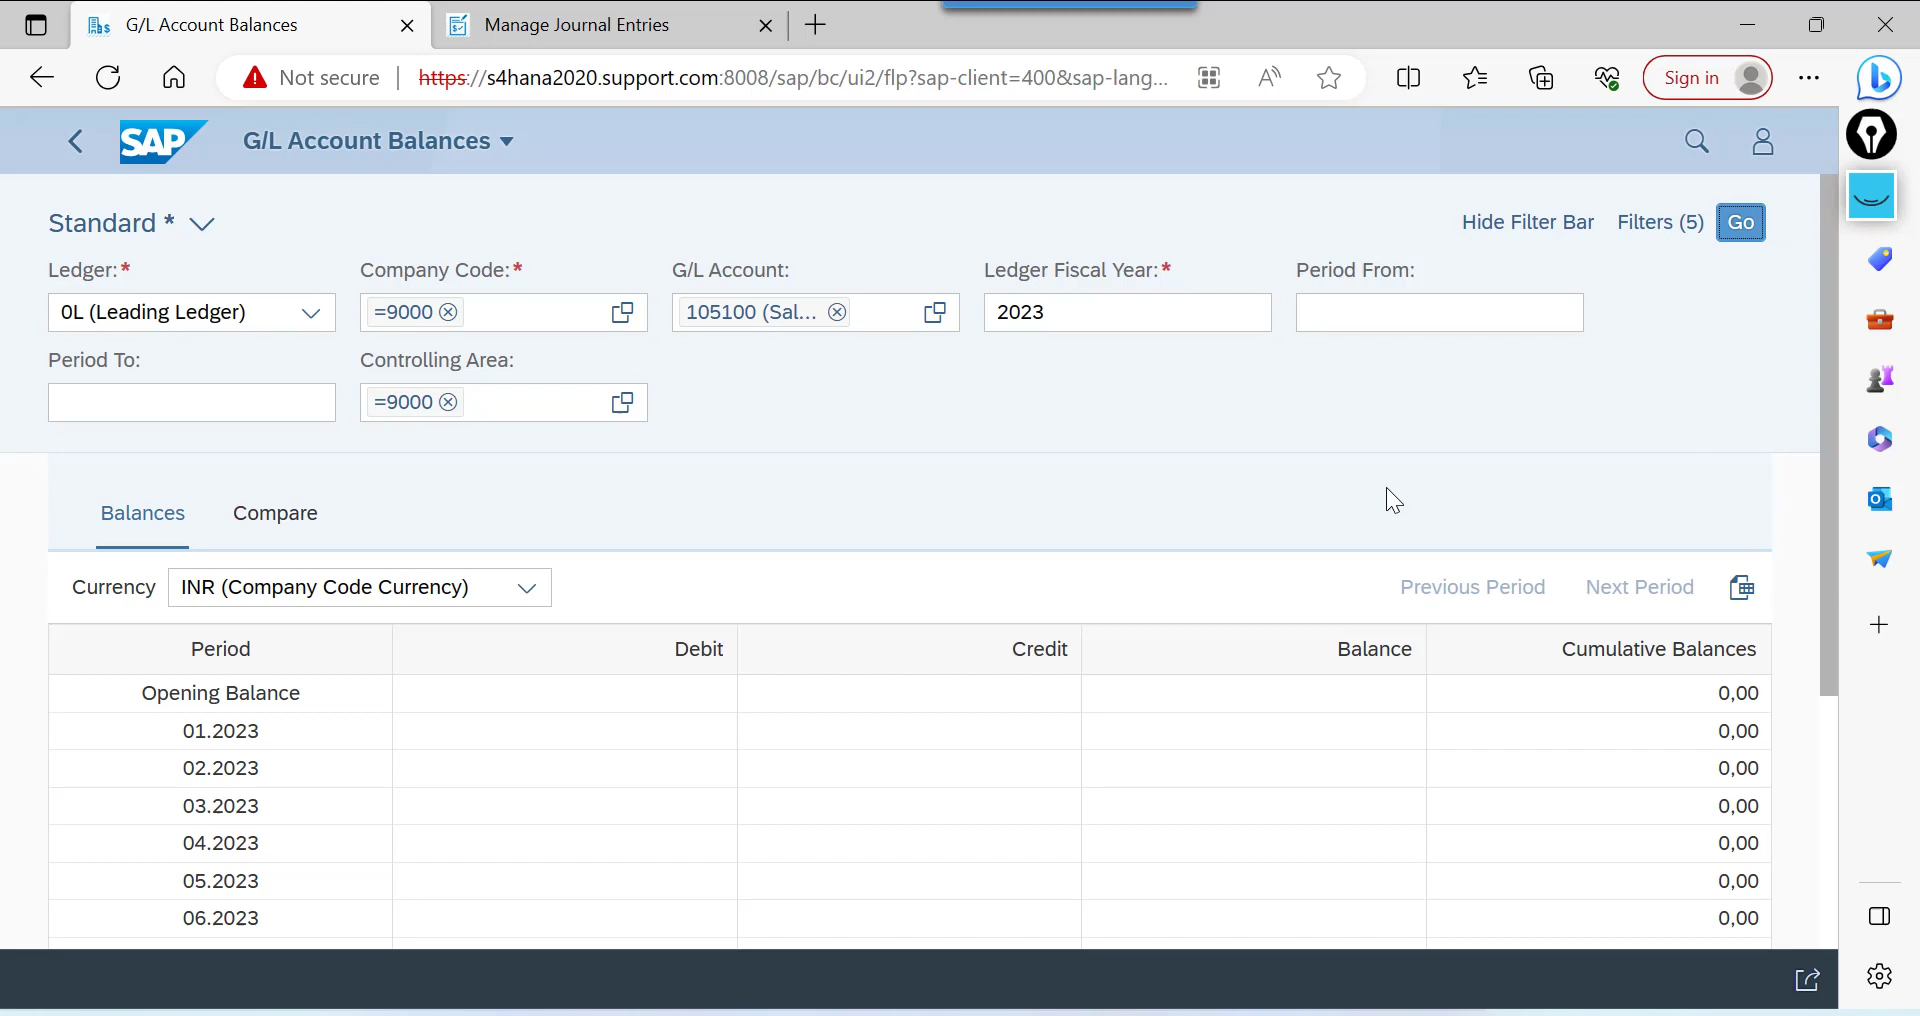 G/L Account Balances
Manage Journal Entries
Not secure | https://s4hana2020.support.com:8008/sap/bc/ui2/flp?sap-client=400&sap-lang...
Sign in
SAP G/L Account Balances
Standard *
Hide Filter Bar Filters (5) Go
Ledger:* Company Code:* G/L Account: Ledger Fiscal Year:* Period From:
0L (Leading Ledger) =9000 105100 (Sal... 2023
Period To: Controlling Area:
=9000
Balances Compare
Currency INR (Company Code Currency) Previous Period Next Period
Period Debit Credit Balance Cumulative Balances
Opening Balance 0,00
01.2023 0,00
02.2023 0,00
03.2023 0,00
04.2023 0,00
05.2023 0,00
06.2023 0,00